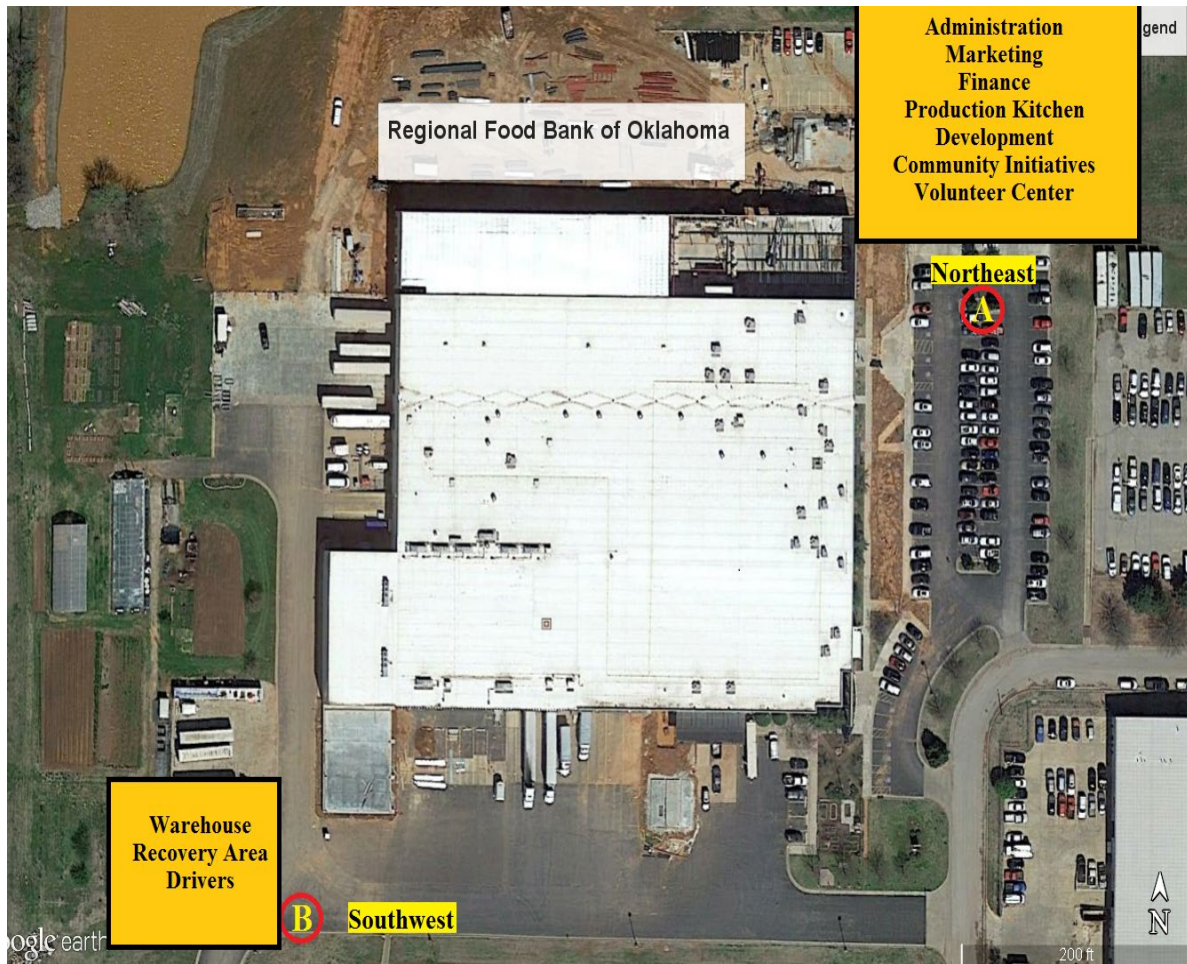 Administration
Marketing
Finance
Production Kitchen
Development
Community Initiatives
Volunteer Center
gend
Regional Food Bank of Oklahoma
Northeast
A
Warehouse
Recovery Area
Drivers
B
Southwest
N
oogle earth
200 ft